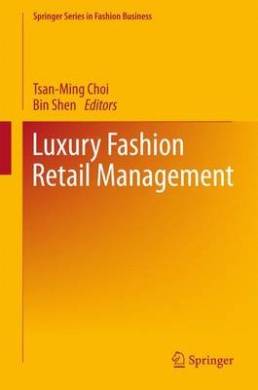 Springer Series in Fashion Business
Tsan-Ming Choi
Bin Shen Editors
Luxury Fashion
Retail Management
Springer